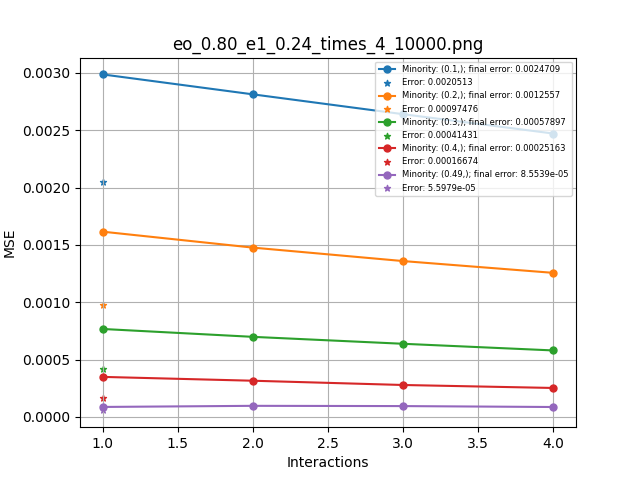 eo_0.80_e1_0.24_times_4_10000.png
0.0030
0.0025
0.0020
0.0015
0.0010
0.0005
0.0000
MSE
Minority: (0.1,); final error: 0.0024709
Error: 0.0020513
Minority: (0.2,); final error: 0.0012557
Error: 0.00097476
Minority: (0.3,); final error: 0.00057897
Error: 0.00041431
Minority: (0.4,); final error: 0.00025163
Error: 0.00016674
Minority: (0.49,); final error: 8.5539e-05
Error: 5.5979e-05
1.0 1.5 2.0 2.5 3.0 3.5 4.0
Interactions